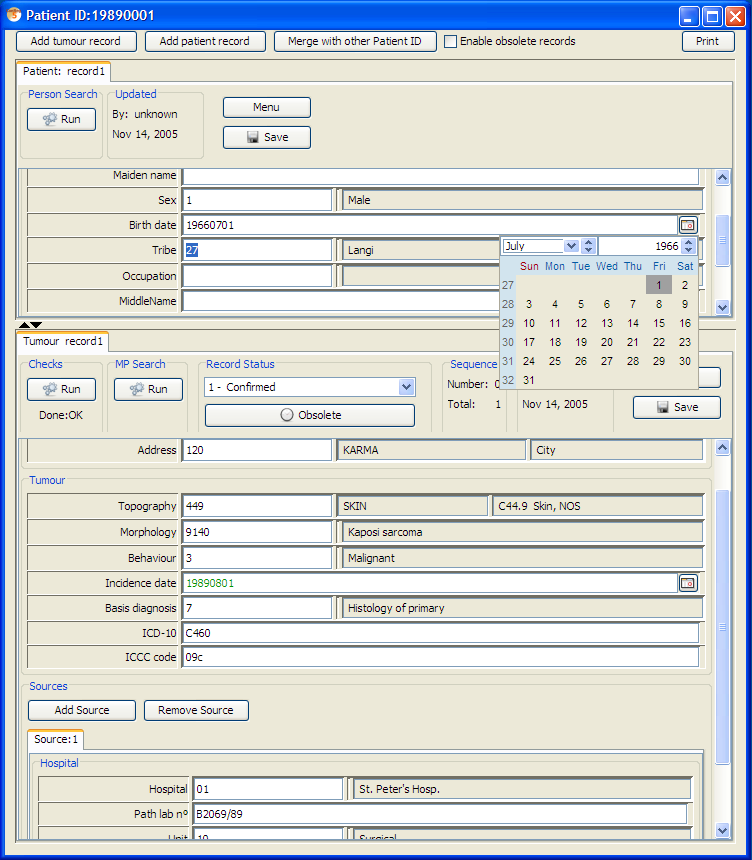 Patient ID:19890001
Add tumour record Add patient record Merge with other Patient ID Enable obsolete records Print
Patient: record1
Person Search Updated
Run By: unknown Menu
Nov 14, 2005 Save
Maiden name
Sex 1 Male
Birth date 19660701
Tribe 27 Langi July 1966
Sun Mon Tue Wed Thu Fri Sat
Occupation 27 1 2
MiddleName 28 3 4 5 6 7 8 9
29 10 11 12 13 14 15 16
Tumour record1 30 17 18 19 20 21 22 23
31 24 25 26 27 28 29 30
32 31
Checks MP Search Record Status Sequence
Run Run 1 - Confirmed Number: 0
Done:OK Obsolete Total: 1 Nov 14, 2005 Save
Address 120 KARMA City
Tumour
Topography 449 SKIN C44.9 Skin, NOS
Morphology 9140 Kaposi sarcoma
Behaviour 3 Malignant
Incidence date 19890801
Basis diagnosis 7 Histology of primary
ICD-10 C460
ICCC code 09c
Sources
Add Source Remove Source
Source:1
Hospital
Hospital 01 St. Peter's Hosp.
Path lab nº B2069/89
Unit 10 Surgical